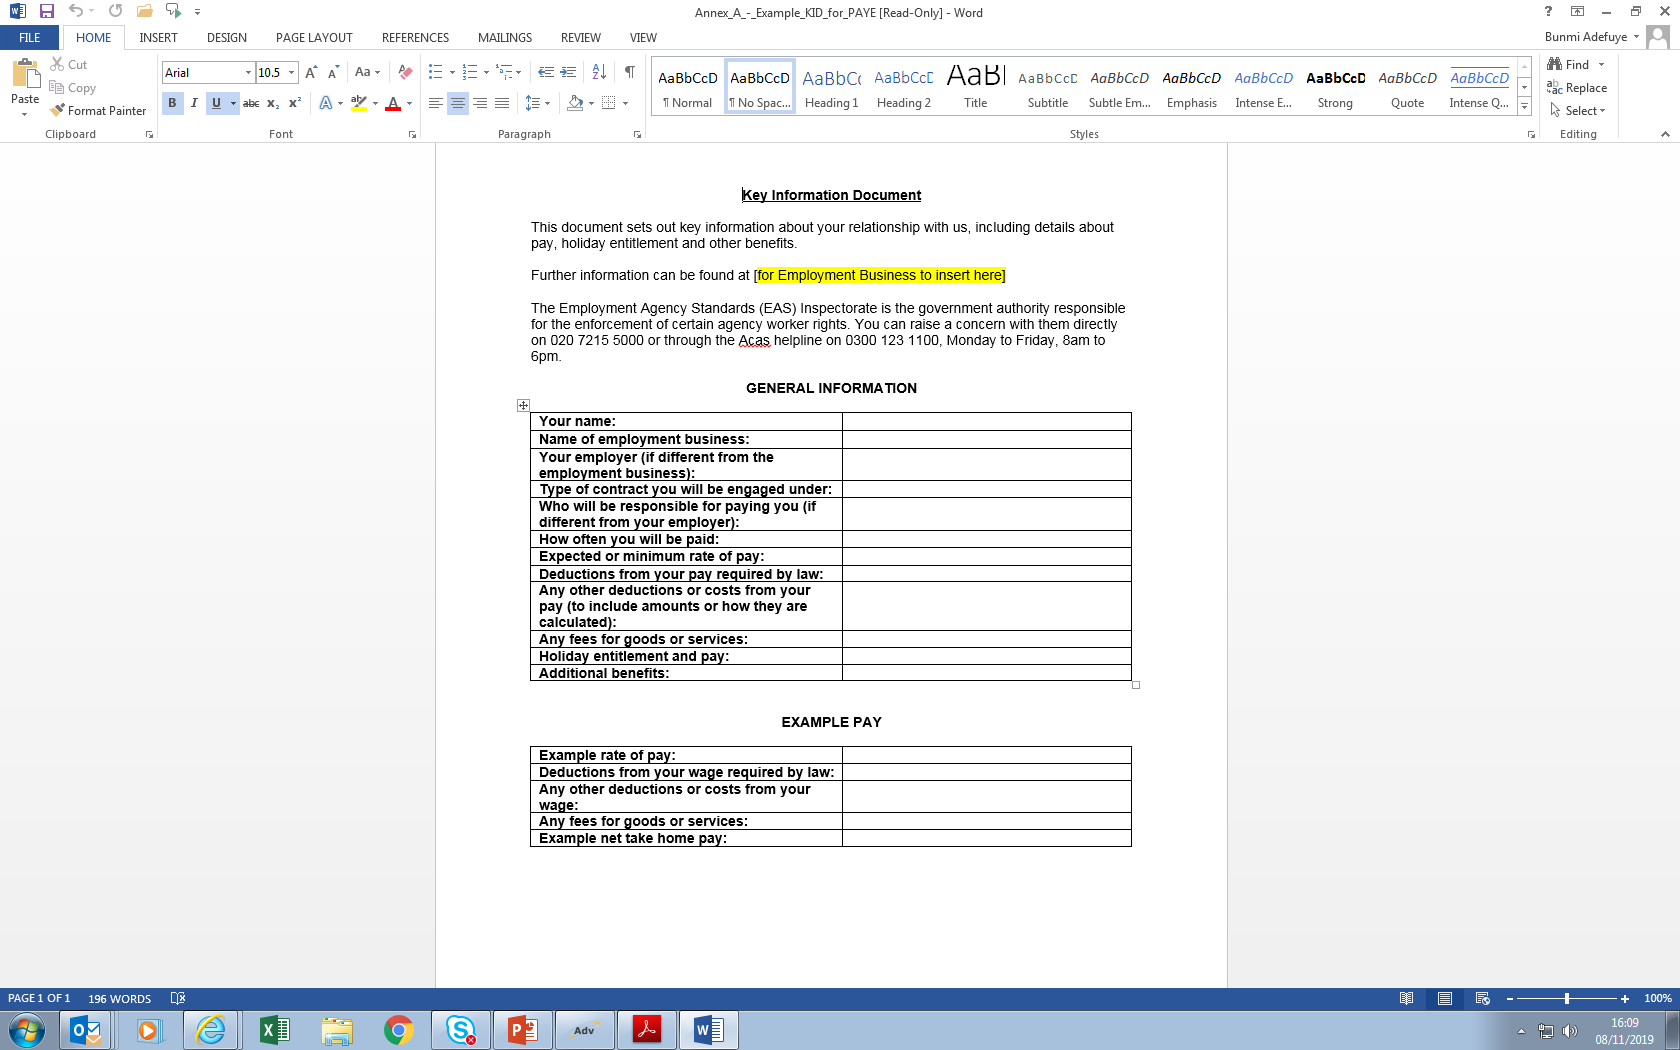 Annex_A_-_Example_KID_for_PAYE [Read-Only] - Word
FILE HOME INSERT DESIGN PAGE LAYOUT REFERENCES MAILINGS REVIEW VIEW Bunmi Adefuye
Paste
Cut
Copy
Format Painter
Clipboard
Arial 10.5
Font
Paragraph
AaBbCcD AaBbCcD AaBbCc AaBbCcD AaBl AaBbCcD AaBbCcD AaBbCcD AaBbCcD AaBbCcD AaBbCcD AaBbCcD
¶ Normal ¶ No Spac... Heading 1 Heading 2 Title Subtitle Subtle Em... Emphasis Intense E... Strong Quote Intense Q...
Styles
Find
Replace
Select
Editing
Key Information Document
This document sets out key information about your relationship with us, including details about
pay, holiday entitlement and other benefits.
Further information can be found at [for Employment Business to insert here]
The Employment Agency Standards (EAS) Inspectorate is the government authority responsible
for the enforcement of certain agency worker rights. You can raise a concern with them directly
on 020 7215 5000 or through the Acas helpline on 0300 123 1100, Monday to Friday, 8am to
6pm.
GENERAL INFORMATION
Your name:
Name of employment business:
Your employer (if different from the
employment business):
Type of contract you will be engaged under:
Who will be responsible for paying you (if
different from your employer):
How often you will be paid:
Expected or minimum rate of pay:
Deductions from your pay required by law:
Any other deductions or costs from your
pay (to include amounts or how they are
calculated):
Any fees for goods or services:
Holiday entitlement and pay:
Additional benefits:
EXAMPLE PAY
Example rate of pay:
Deductions from your wage required by law:
Any other deductions or costs from your
wage:
Any fees for goods or services:
Example net take home pay:
PAGE 1 OF 1 196 WORDS 100%
Adv
16:09
08/11/2019